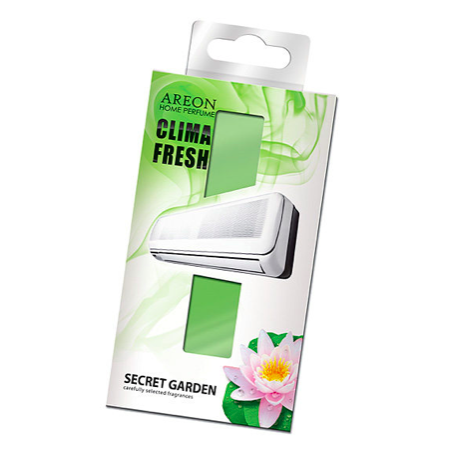 AREON
HOME PERFUME
CLIMA
FRESH
SECRET GARDEN
carefully selected fragrances